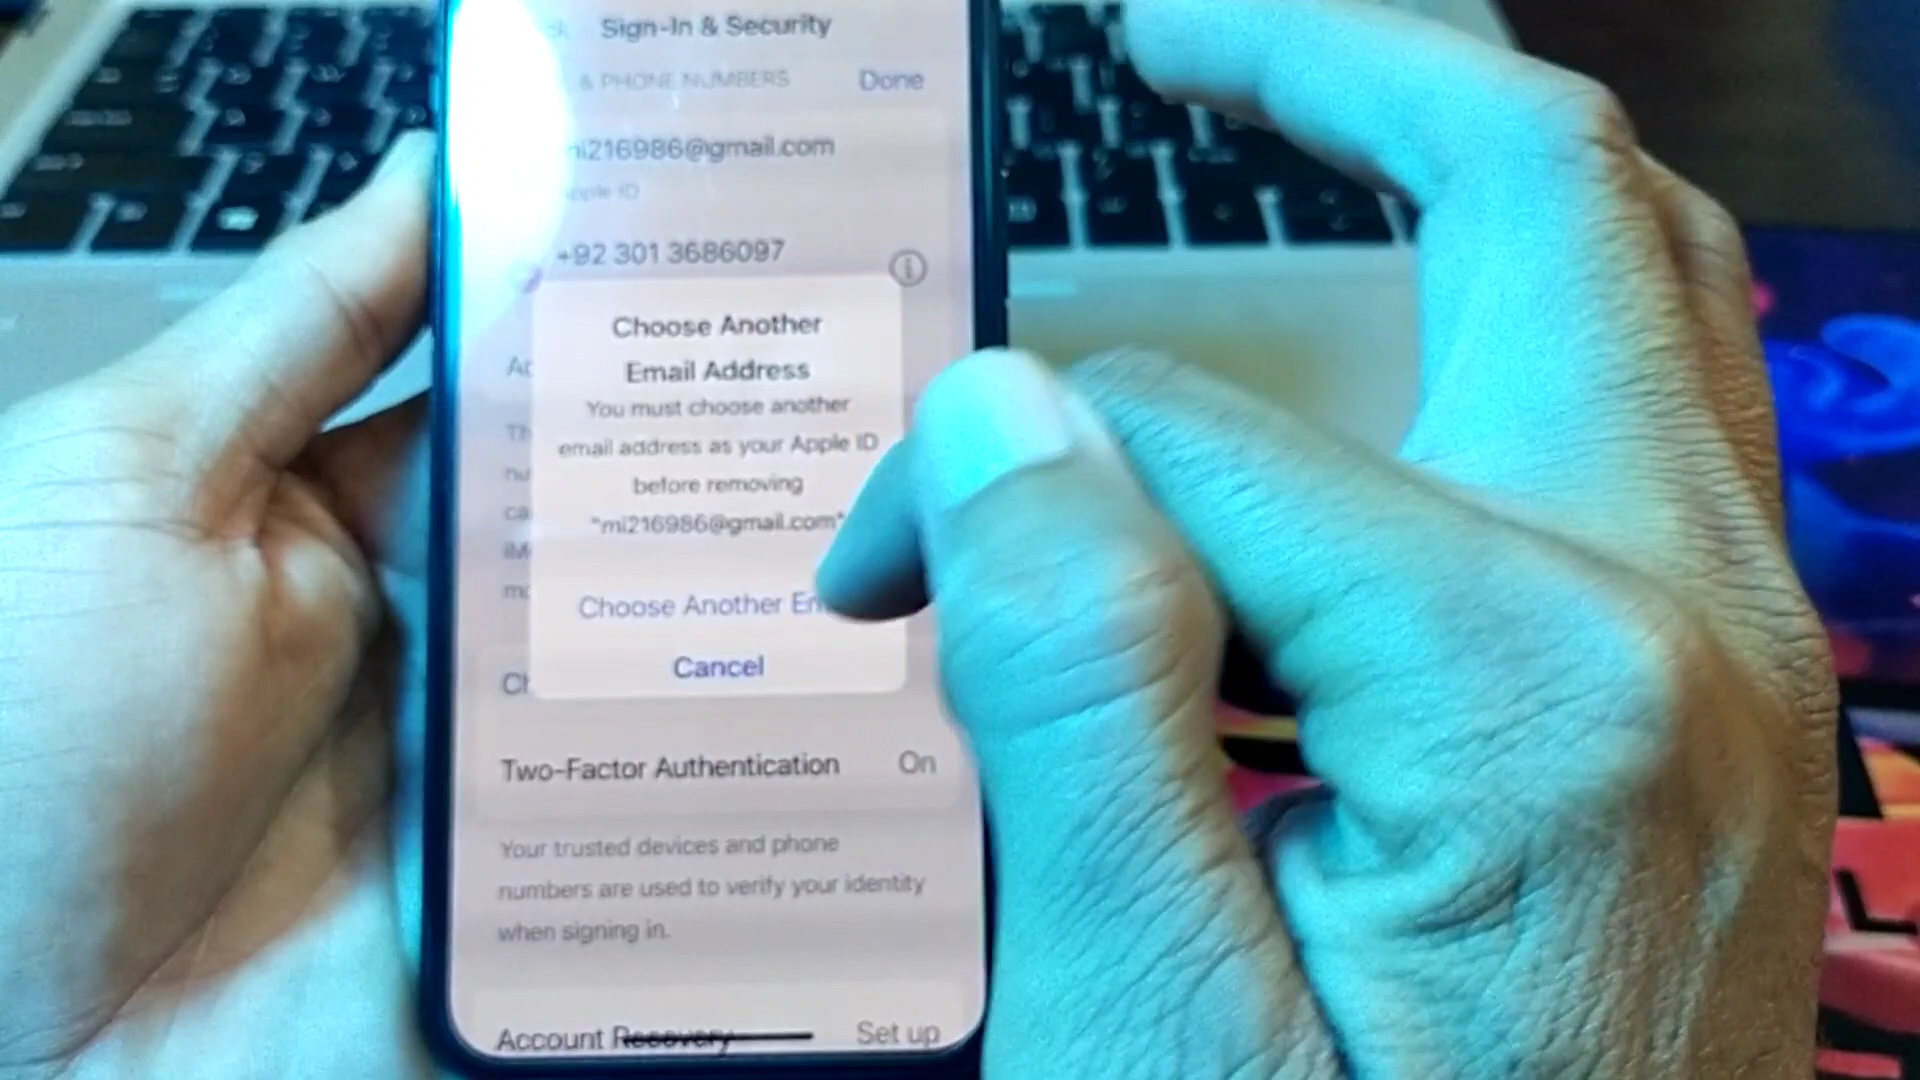 Sign-In & Security
& PHONE NUMBERS
Done
mi216986@gmail.com
Apple ID
+92 301 3686097
Choose Another
Email Address
You must choose another
email address as your Apple ID
before removing
"mi216986@gmail.com"
Choose Another Em
Cancel
Two-Factor Authentication
On
Your trusted devices and phone
numbers are used to verify your identity
when signing in.
Account Recovery
Set up